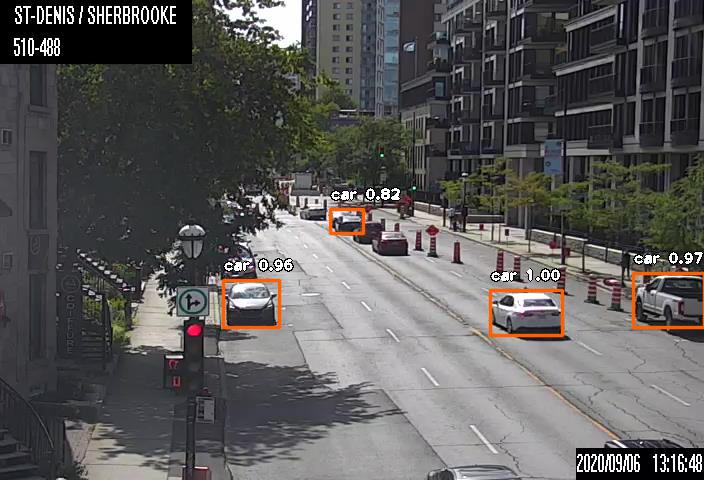 ST-DENIS / SHERBROOKE
510-488
car 0.82
car 0.96
car 1.00
car 0.97
COIFFURE
2020/09/06 13:16:48